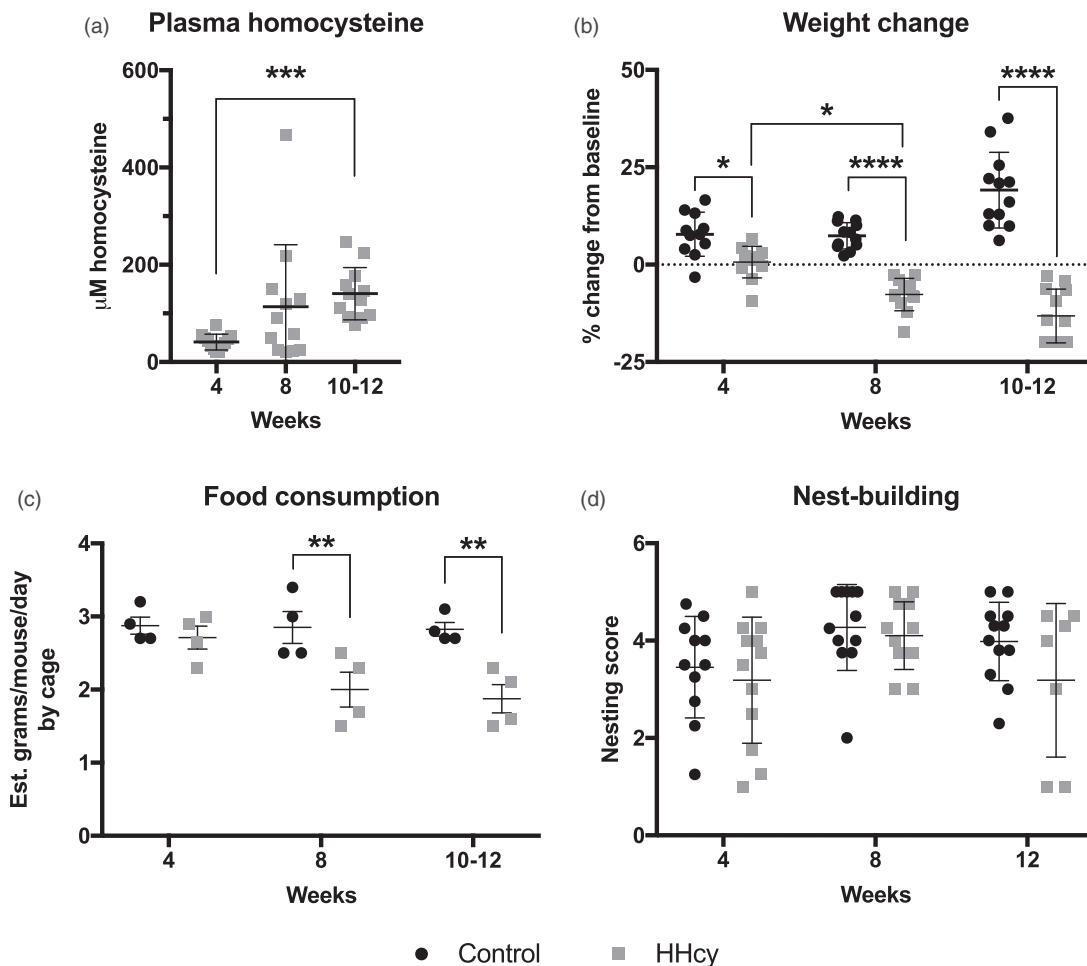 (a) Plasma homocysteine
600
400
200
0
μM homocysteine
***
4 8 10-12
Weeks
(b) Weight change
50
25
0
-25
% change from baseline
*
*
****
****
4 8 10-12
Weeks
(c) Food consumption
4
3
2
1
0
Est. grams/mouse/day
by cage
**
**
4 8 10-12
Weeks
(d) Nest-building
6
4
2
0
Nesting score
4 8 12
Weeks
Control HHcy